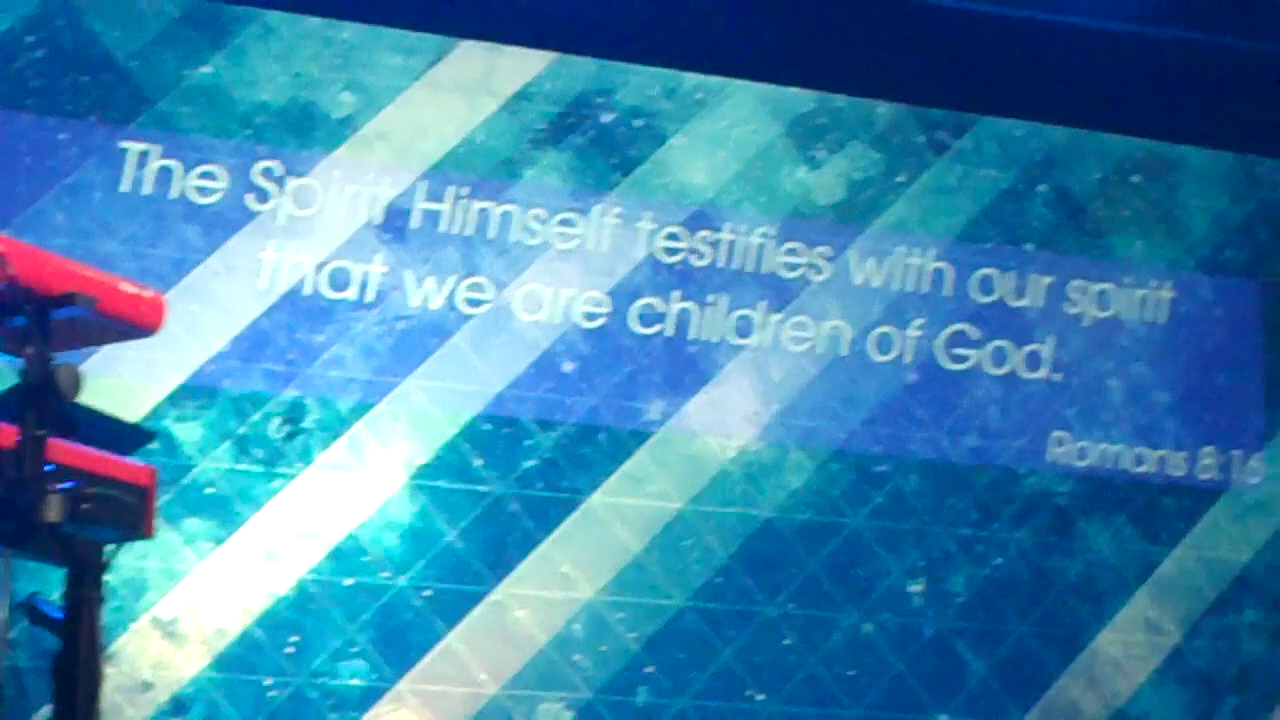 The Spirit Himself testifies with our spirit
that we are children of God.
Romans 8:16